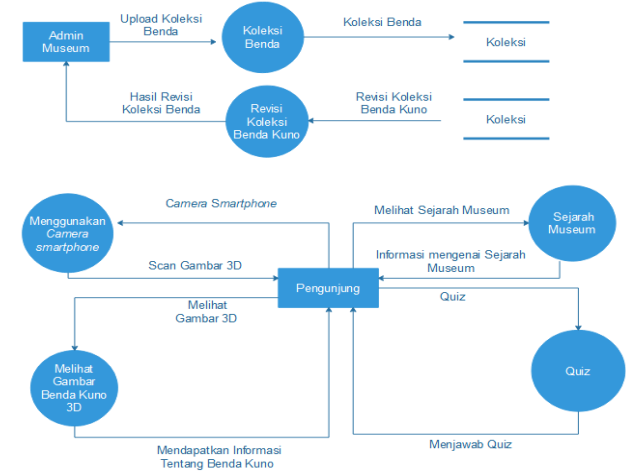 Upload Koleksi
Benda
Admin
Museum
Koleksi
Benda
Koleksi Benda
Koleksi
Hasil Revisi
Koleksi Benda
Revisi
Koleksi
Benda Kuno
Revisi Koleksi
Benda Kuno
Koleksi
Menggunakan
Camera
smartphone
Camera Smartphone
Scan Gambar 3D
Melihat Sejarah Museum
Sejarah
Museum
Informasi mengenai Sejarah
Museum
Pengunjung
Melihat
Gambar 3D
Quiz
Melihat
Gambar
Benda Kuno
3D
Quiz
Mendapatkan Informasi
Tentang Benda Kuno
Menjawab Quiz